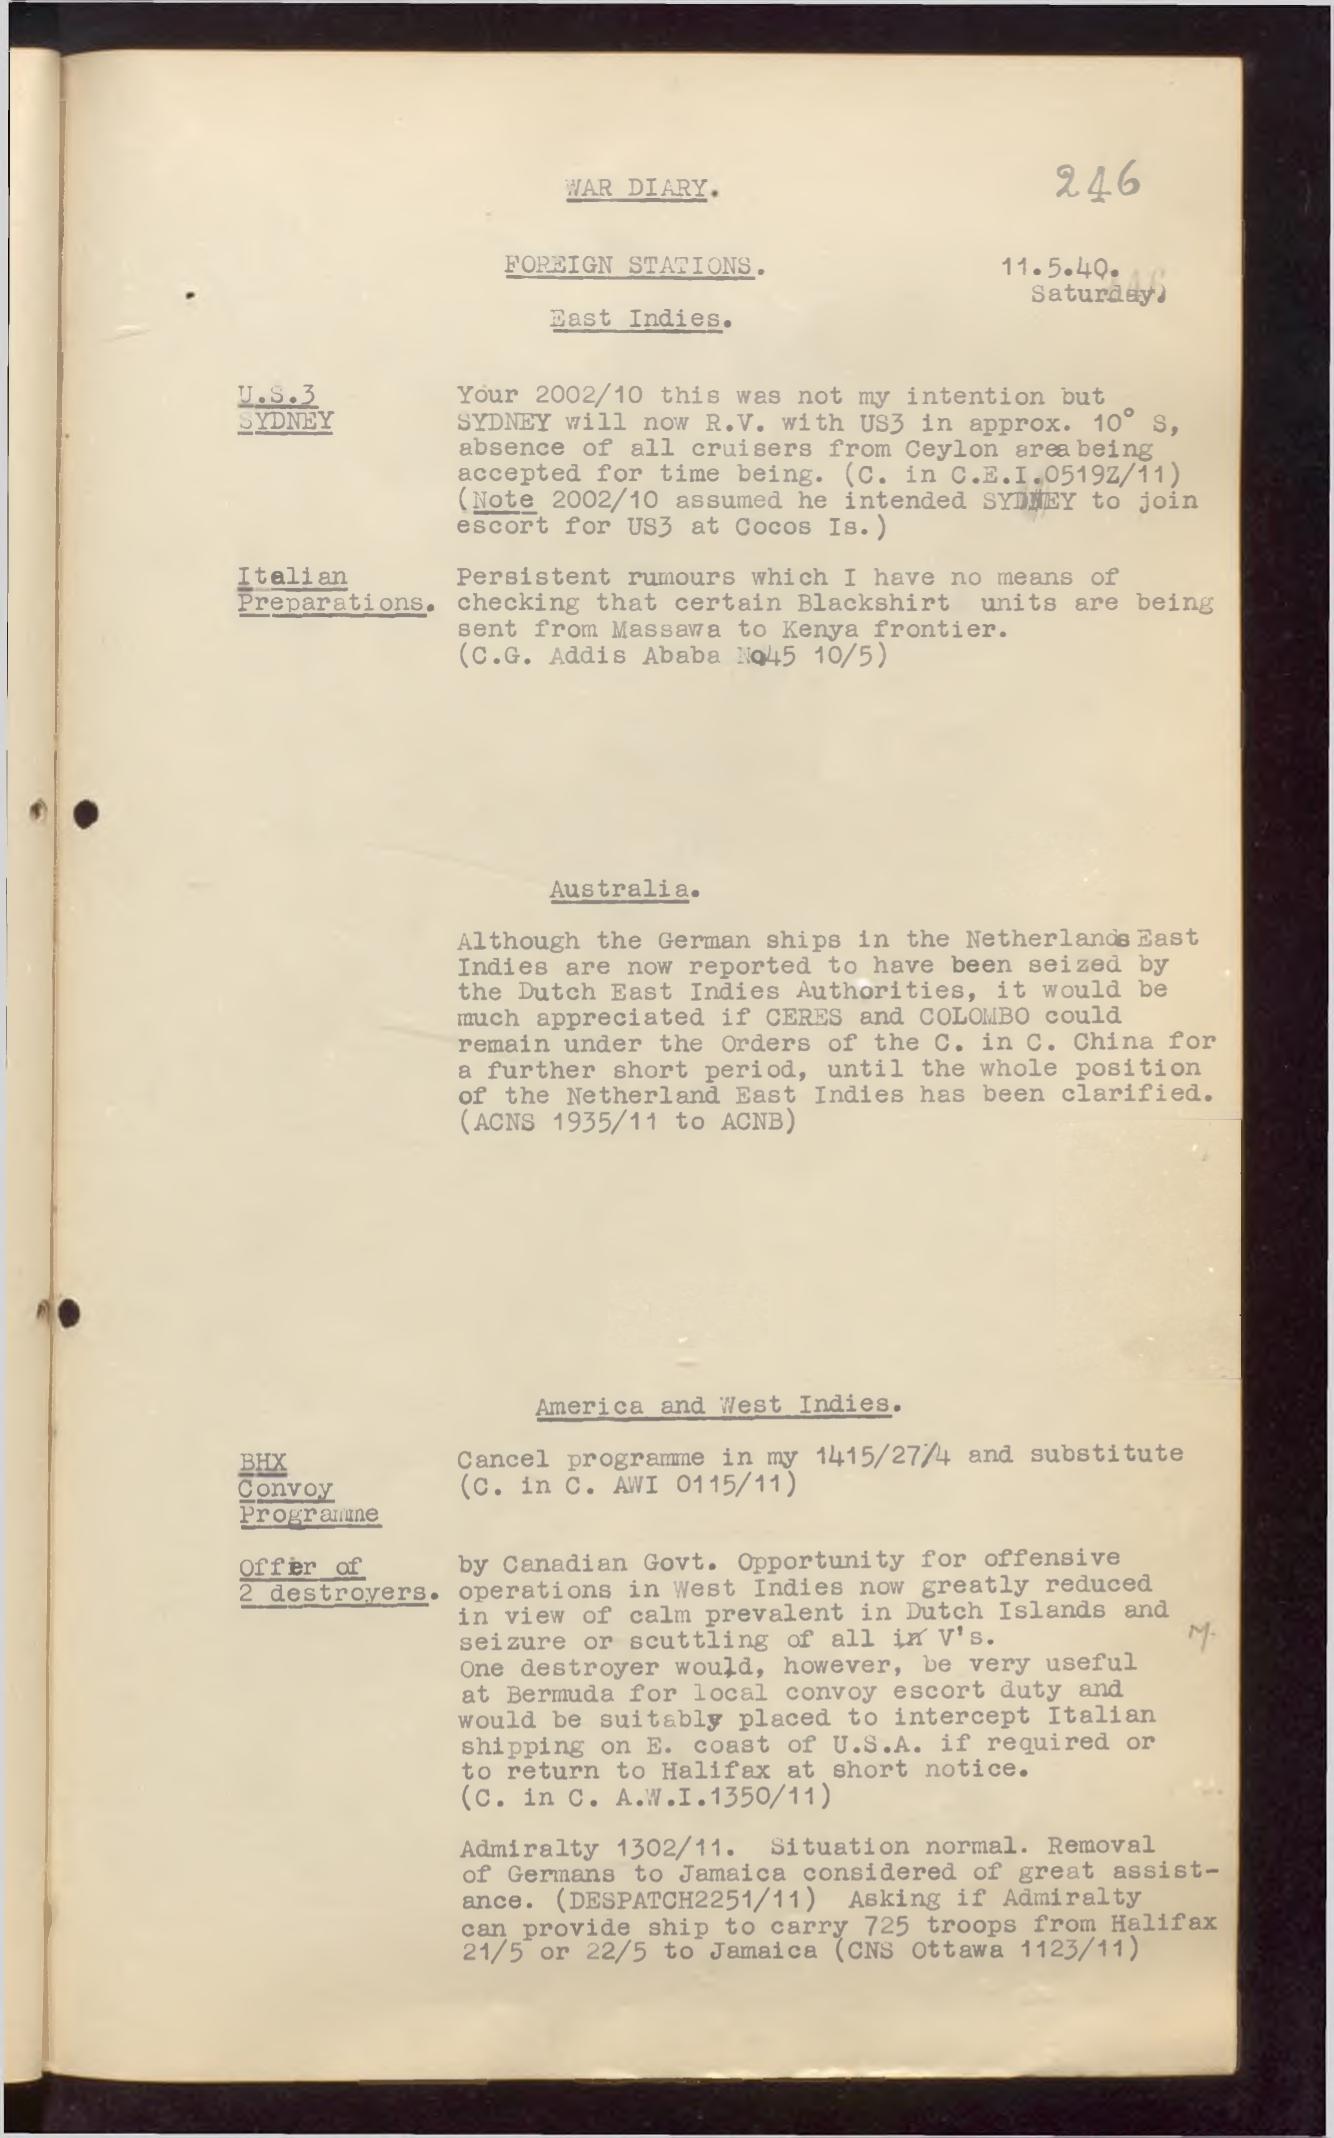 WAR DIARY.
246
FOREIGN STATIONS.
11.5.40.
Saturday.
East Indies.
U.S.3
SYDNEY
Your 2002/10 this was not my intention but
SYDNEY will now R.V. with US3 in approx. 10° S,
absence of all cruisers from Ceylon area being
accepted for time being. (C. in C.E.I.0519Z/11)
(Note 2002/10 assumed he intended SYDNEY to join
escort for US3 at Cocos Is.)
Italian
Preparations.
Persistent rumours which I have no means of
checking that certain Blackshirt units are being
sent from Massawa to Kenya frontier.
(C.G. Addis Ababa No45 10/5)
Australia.
Although the German ships in the Netherlands East
Indies are now reported to have been seized by
the Dutch East Indies Authorities, it would be
much appreciated if CERES and COLOMBO could
remain under the Orders of the C. in C. China for
a further short period, until the whole position
of the Netherland East Indies has been clarified.
(ACNS 1935/11 to ACNB)
America and West Indies.
BHX
Convoy
Programme
Cancel programme in my 1415/27/4 and substitute
(C. in C. AWI 0115/11)
Offer of
2 destroyers.
by Canadian Govt. Opportunity for offensive
operations in West Indies now greatly reduced
in view of calm prevalent in Dutch Islands and
seizure or scuttling of all in V's.
M.
One destroyer would, however, be very useful
at Bermuda for local convoy escort duty and
would be suitably placed to intercept Italian
shipping on E. coast of U.S.A. if required or
to return to Halifax at short notice.
(C. in C. A.W.I.1350/11)
Admiralty 1302/11. Situation normal. Removal
of Germans to Jamaica considered of great assist-
ance. (DESPATCH2251/11) Asking if Admiralty
can provide ship to carry 725 troops from Halifax
21/5 or 22/5 to Jamaica (CNS Ottawa 1123/11)